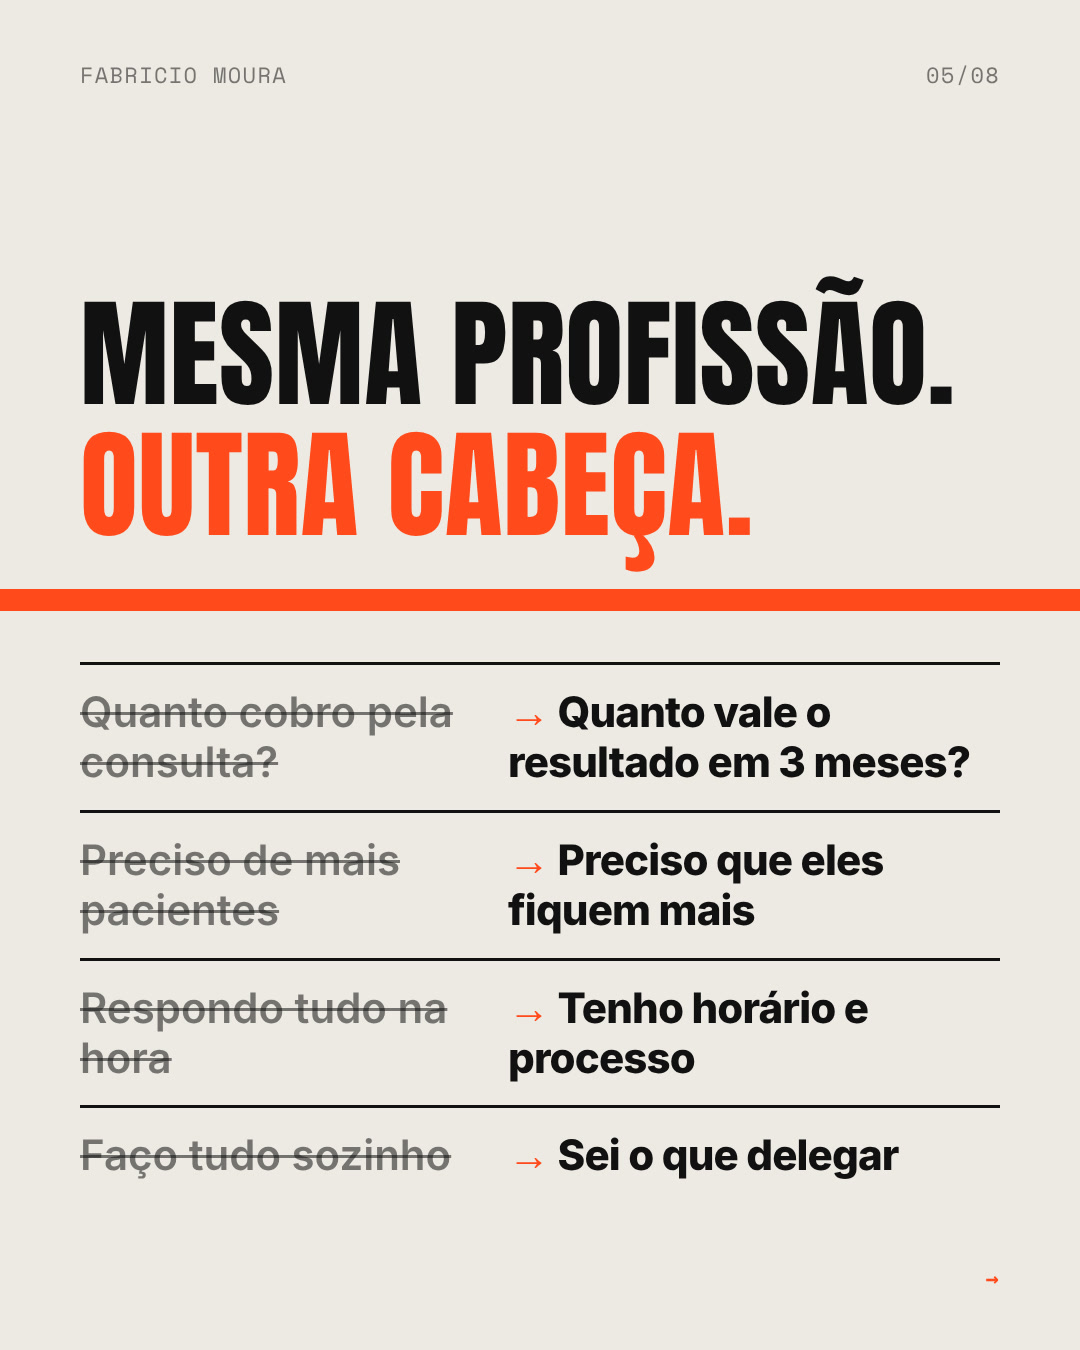 FABRICIO MOURA
05/08
MESMA PROFISSÃO.
OUTRA CABEÇA.
Quanto cobro pela
consulta?
→ Quanto vale o
resultado em 3 meses?
Preciso de mais
pacientes
→ Preciso que eles
fiquem mais
Respondo tudo na
hora
→ Tenho horário e
processo
Faço tudo sozinho
→ Sei o que delegar
→